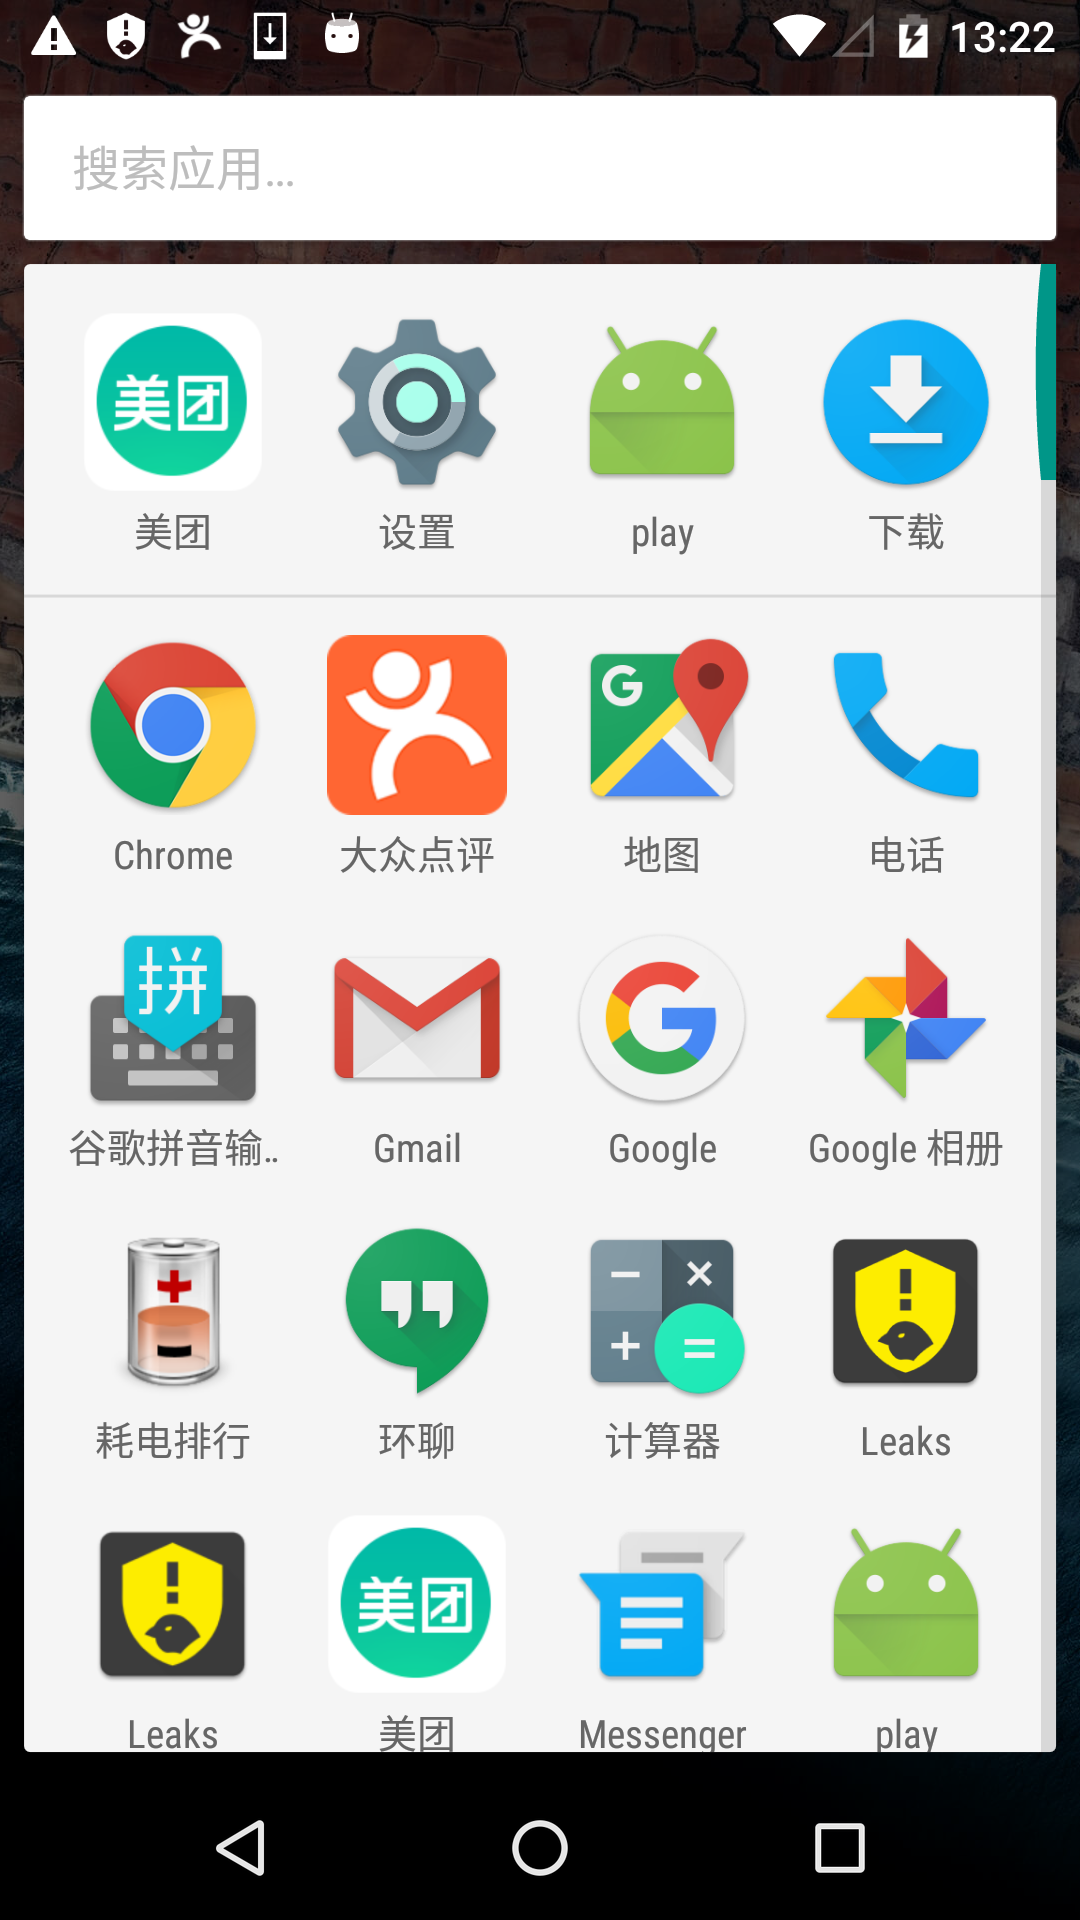 13:22
搜索应用...
美团
美团
设置
play
下载
Chrome
大众点评
G
地图
电话
拼
谷歌拼音输..
Gmail
G
Google
Google 相册
耗电排行
环聊
计算器
Leaks
Leaks
美团
美团
Messenger
play